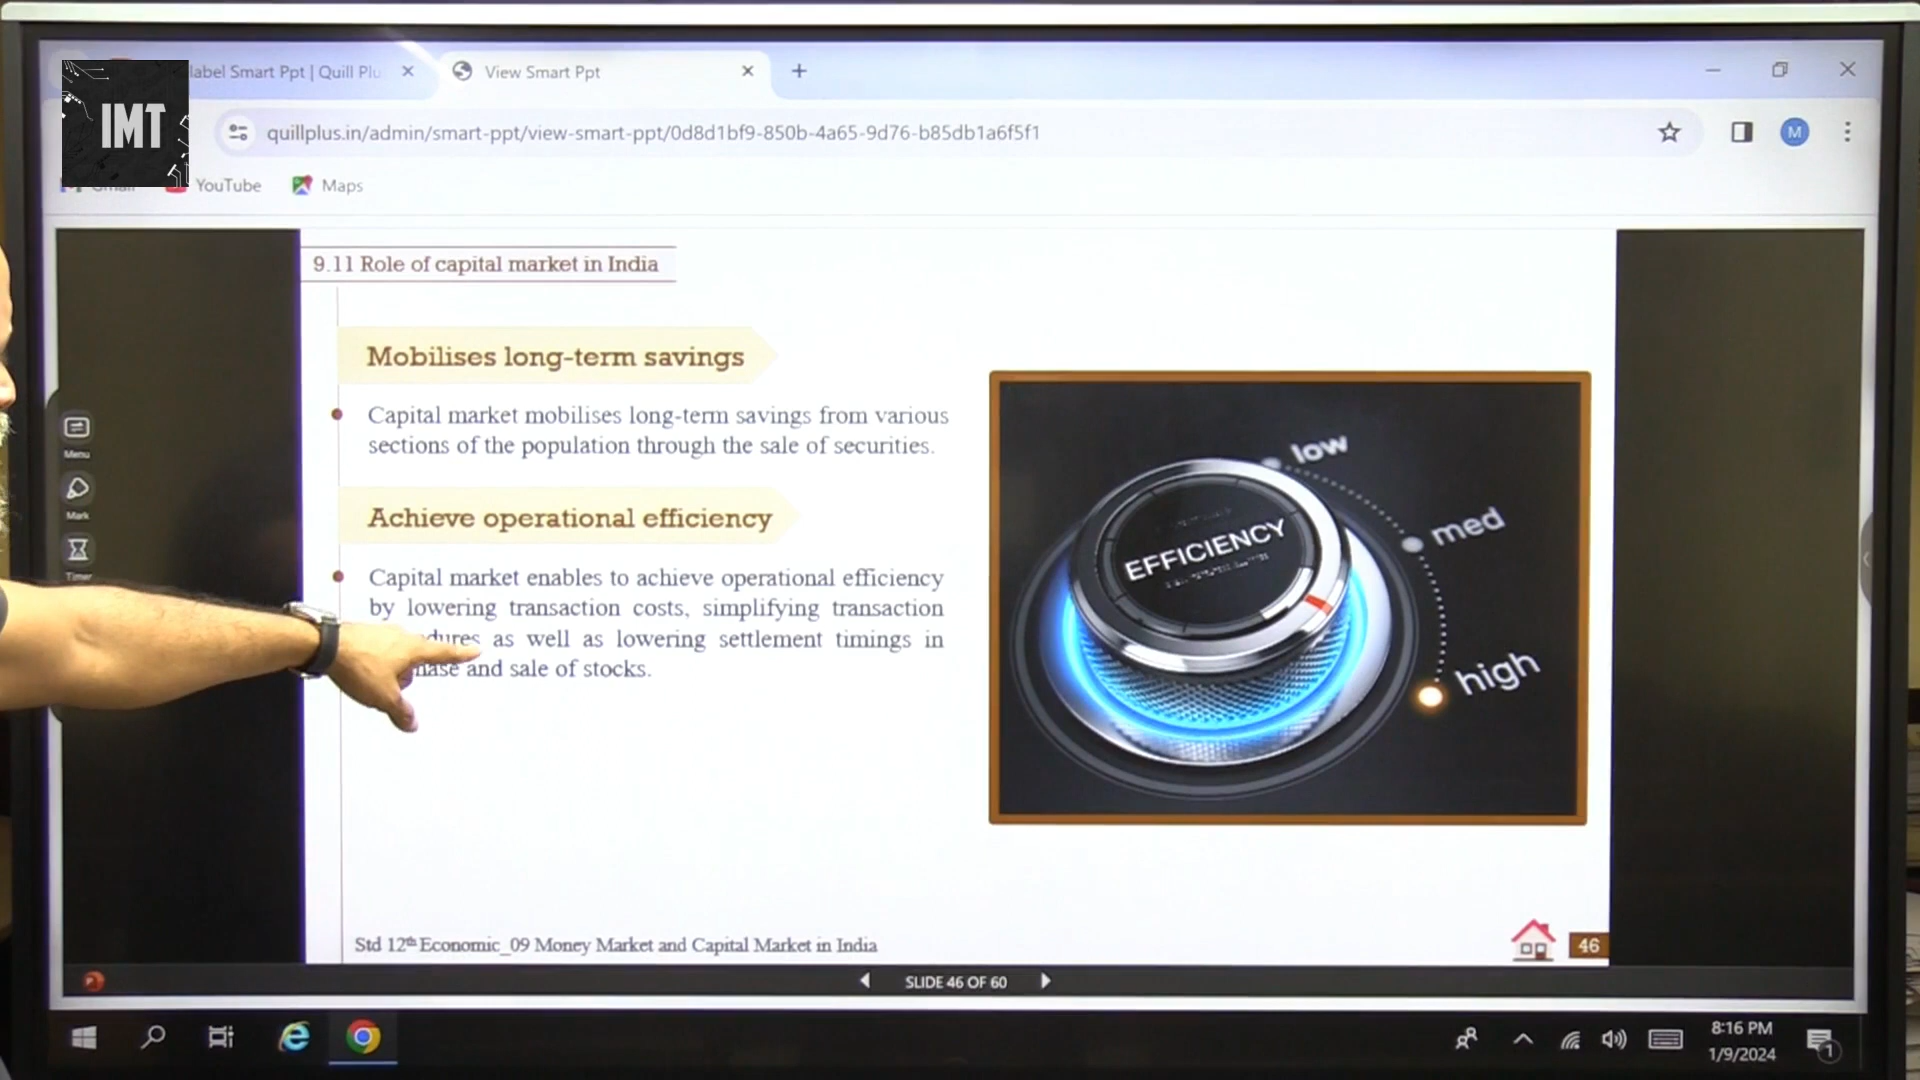 label Smart Ppt | Quill Plu
View Smart Ppt
IMT
quillplus.in/admin/smart-ppt/view-smart-ppt/0d8d1bf9-850b-4a65-9d76-b85db1a6f5f1
M
Gmail
YouTube
Maps
9.11 Role of capital market in India
Mobilises long-term savings
Capital market mobilises long-term savings from various
sections of the population through the sale of securities.
Achieve operational efficiency
Capital market enables to achieve operational efficiency
by lowering transaction costs, simplifying transaction
dures as well as lowering settlement timings in
hase and sale of stocks.
low
med
high
EFFICIENCY
Menu
Mark
Timer
Std 12th Economic_09 Money Market and Capital Market in India
46
SLIDE 46 OF 60
8:16 PM
1/9/2024
1